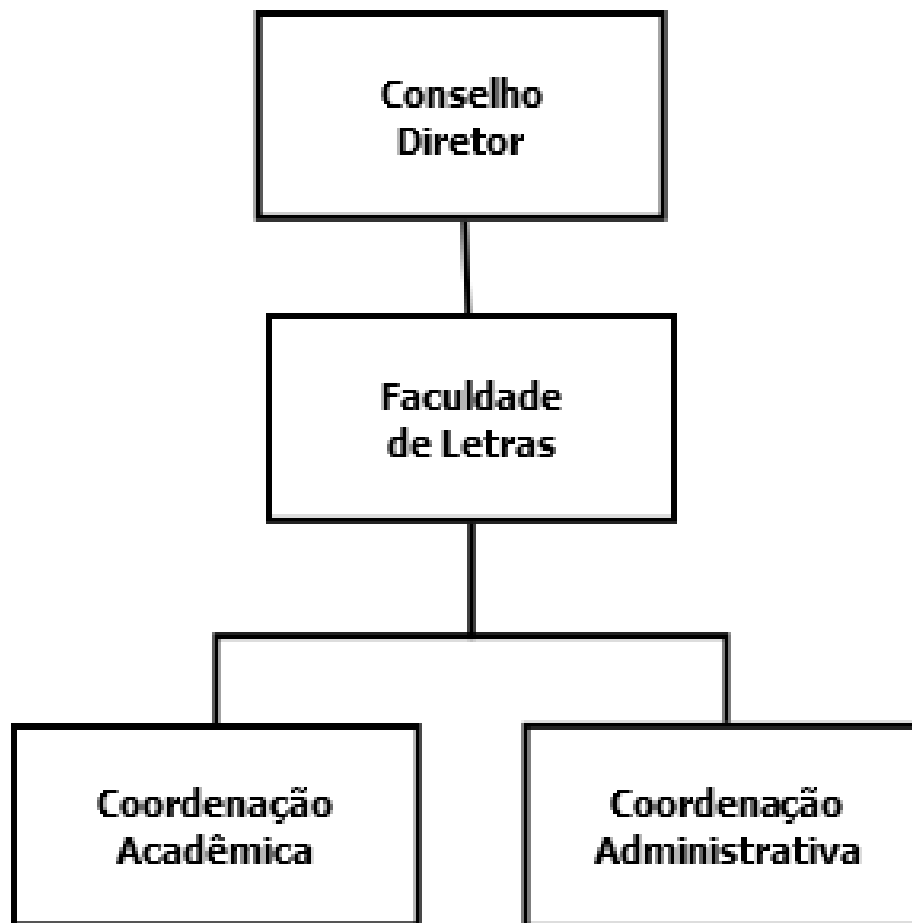 Conselho
Diretor
Faculdade
de Letras
Coordenação
Acadêmica
Coordenação
Administrativa